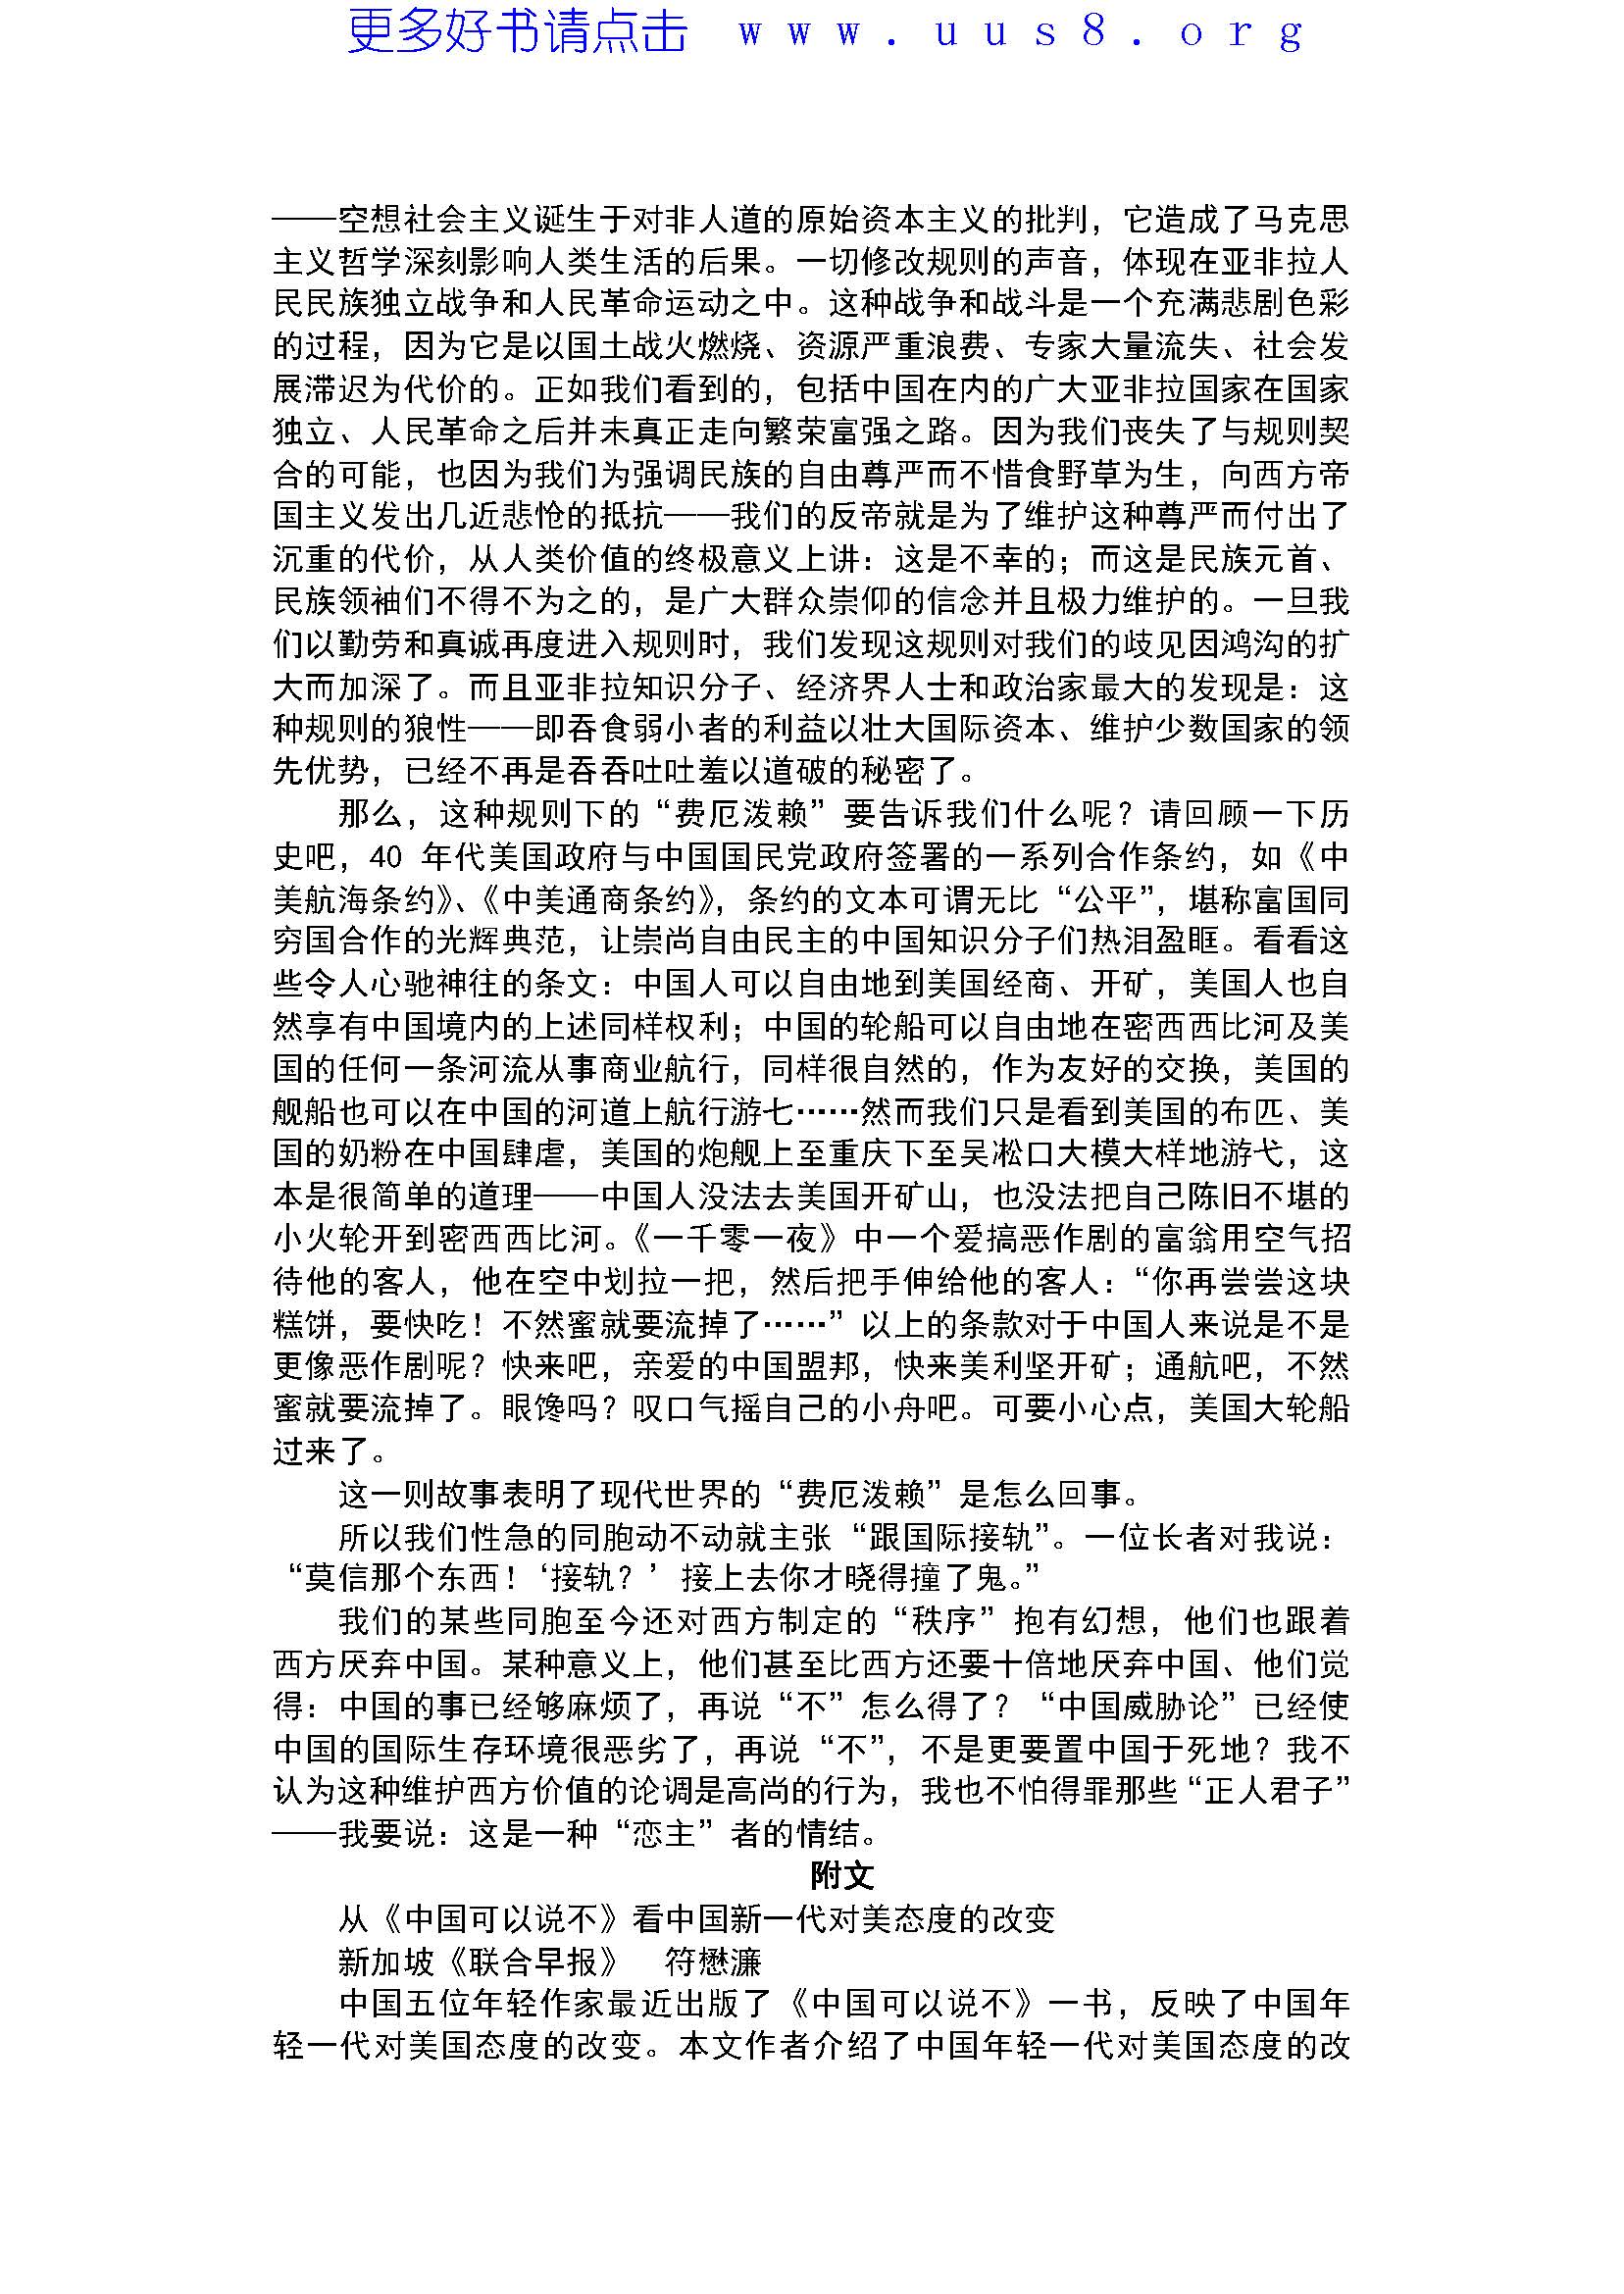 更多好书请点击 www.uus8.org
——空想社会主义诞生于对非人道的原始资本主义的批判，它造成了马克思
主义哲学深刻影响人类生活的后果。一切修改规则的声音，体现在亚非拉人
民民族独立战争和人民革命运动之中。这种战争和战斗是一个充满悲剧色彩
的过程，因为它是以国土战火燃烧、资源严重浪费、专家大量流失、社会发
展滞迟为代价的。正如我们看到的，包括中国在内的广大亚非拉国家在国家
独立、人民革命之后并未真正走向繁荣富强之路。因为我们丧失了与规则契
合的可能，也因为我们为强调民族的自由尊严而不惜食野草为生，向西方帝
国主义发出几近悲怆的抵抗——我们的反帝就是为了维护这种尊严而付出了
沉重的代价，从人类价值的终极意义上讲：这是不幸的；而这是民族元首、
民族领袖们不得不为之的，是广大群众崇仰的信念并且极力维护的。一旦我
们以勤劳和真诚再度进入规则时，我们发现这规则对我们的歧见因鸿沟的扩
大而加深了。而且亚非拉知识分子、经济界人士和政治家最大的发现是：这
种规则的狼性——即吞食弱小者的利益以壮大国际资本、维护少数国家的领
先优势，已经不再是吞吞吐吐羞以道破的秘密了。
那么，这种规则下的“费厄泼赖”要告诉我们什么呢？请回顾一下历
史吧，40 年代美国政府与中国国民党政府签署的一系列合作条约，如《中
美航海条约》、《中美通商条约》，条约的文本可谓无比“公平”，堪称富国同
穷国合作的光辉典范，让崇尚自由民主的中国知识分子们热泪盈眶。看看这
些令人心驰神往的条文：中国人可以自由地到美国经商、开矿，美国人也自
然享有中国境内的上述同样权利；中国的轮船可以自由地在密西西比河及美
国的任何一条河流从事商业航行，同样很自然的，作为友好的交换，美国的
舰船也可以在中国的河道上航行游七……然而我们只是看到美国的布匹、美
国的奶粉在中国肆虐，美国的炮舰上至重庆下至吴凇口大模大样地游弋，这
本是很简单的道理——中国人没法去美国开矿山，也没法把自己陈旧不堪的
小火轮开到密西西比河。《一千零一夜》中一个爱搞恶作剧的富翁用空气招
待他的客人，他在空中划拉一把，然后把手伸给他的客人：“你再尝尝这块
糕饼，要快吃！不然蜜就要流掉了……”以上的条款对于中国人来说是不是
更像恶作剧呢？快来吧，亲爱的中国盟邦，快来美利坚开矿；通航吧，不然
蜜就要流掉了。眼馋吗？叹口气摇自己的小舟吧。可要小心点，美国大轮船
过来了。
这一则故事表明了现代世界的“费厄泼赖”是怎么回事。
所以我们性急的同胞动不动就主张“跟国际接轨”。一位长者对我说：
“莫信那个东西！‘接轨？’接上去你才晓得撞了鬼。”
我们的某些同胞至今还对西方制定的“秩序”抱有幻想，他们也跟着
西方厌弃中国。某种意义上，他们甚至比西方还要十倍地厌弃中国、他们觉
得：中国的事已经够麻烦了，再说“不”怎么得了？“中国威胁论”已经使
中国的国际生存环境很恶劣了，再说“不”，不是更要置中国于死地？我不
认为这种维护西方价值的论调是高尚的行为，我也不怕得罪那些“正人君子”
——我要说：这是一种“恋主”者的情结。
附文
从《中国可以说不》看中国新一代对美态度的改变
新加坡《联合早报》 符懋濂
中国五位年轻作家最近出版了《中国可以说不》一书，反映了中国年
轻一代对美国态度的改变。本文作者介绍了中国年轻一代对美国态度的改